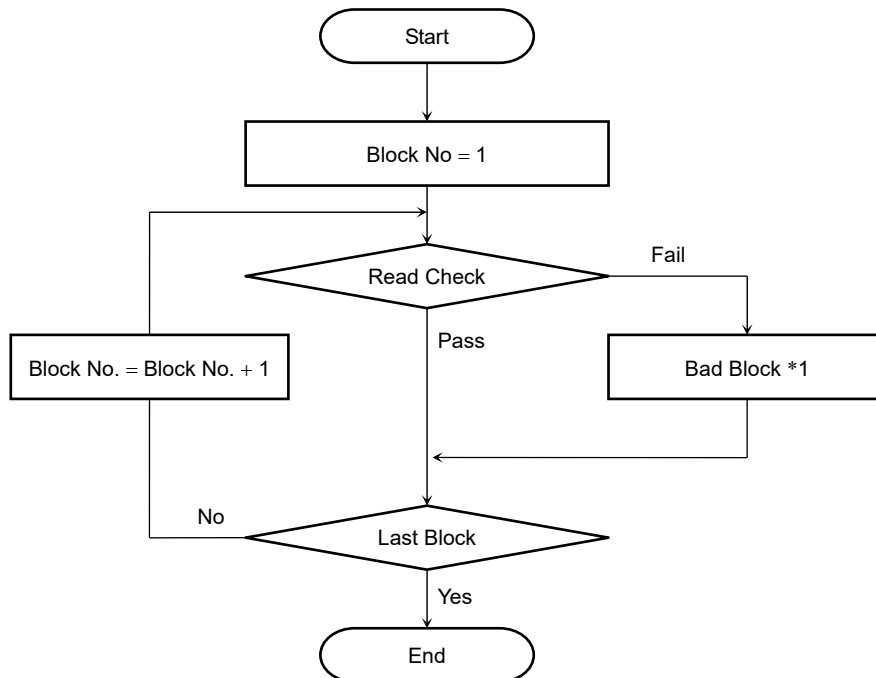 Start
Block No = 1
Read Check
Fail
Pass
Block No. = Block No. + 1
Bad Block *1
No
Last Block
Yes
End